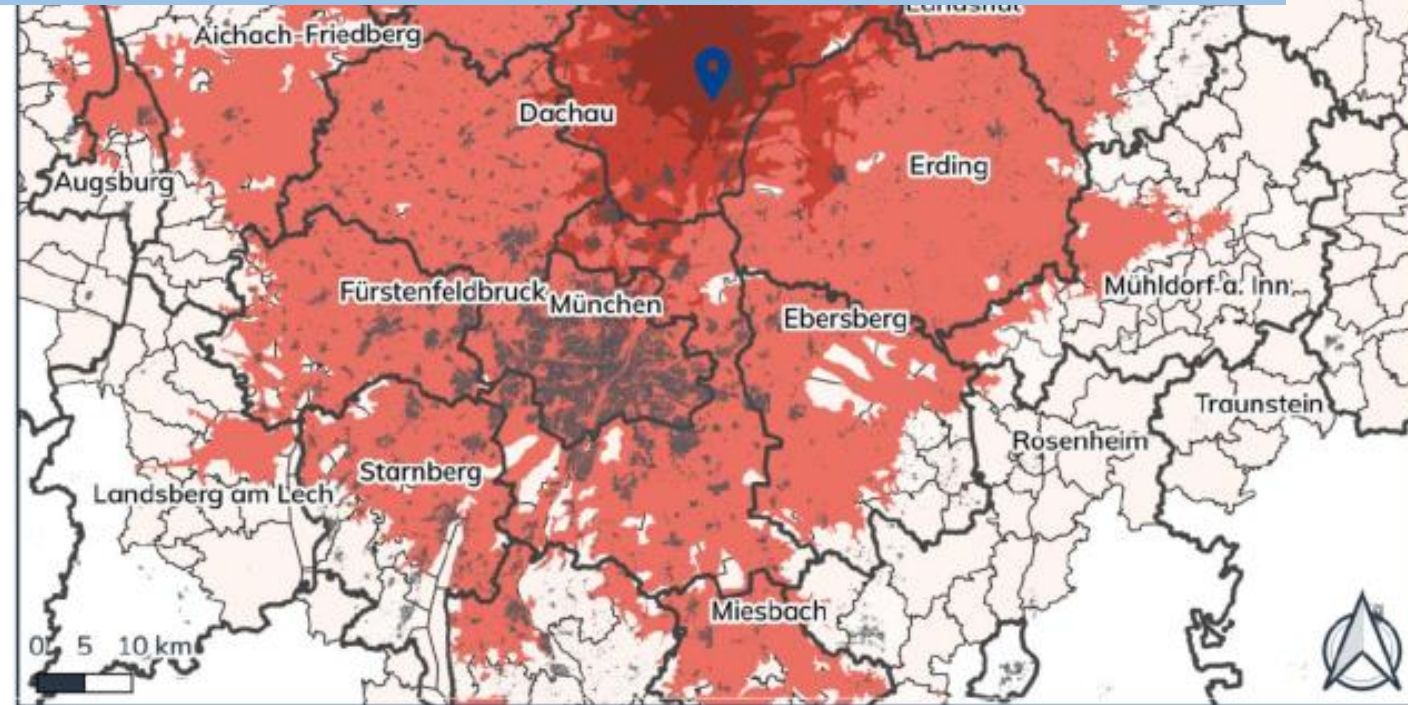 Landshut
Aichach-Friedberg
Dachau
Erding
Augsburg
Mühldorf a. Inn
Fürstenfeldbruck
München
Ebersberg
Traunstein
Rosenheim
Starnberg
Landsberg am Lech
Miesbach
0 5 10 km